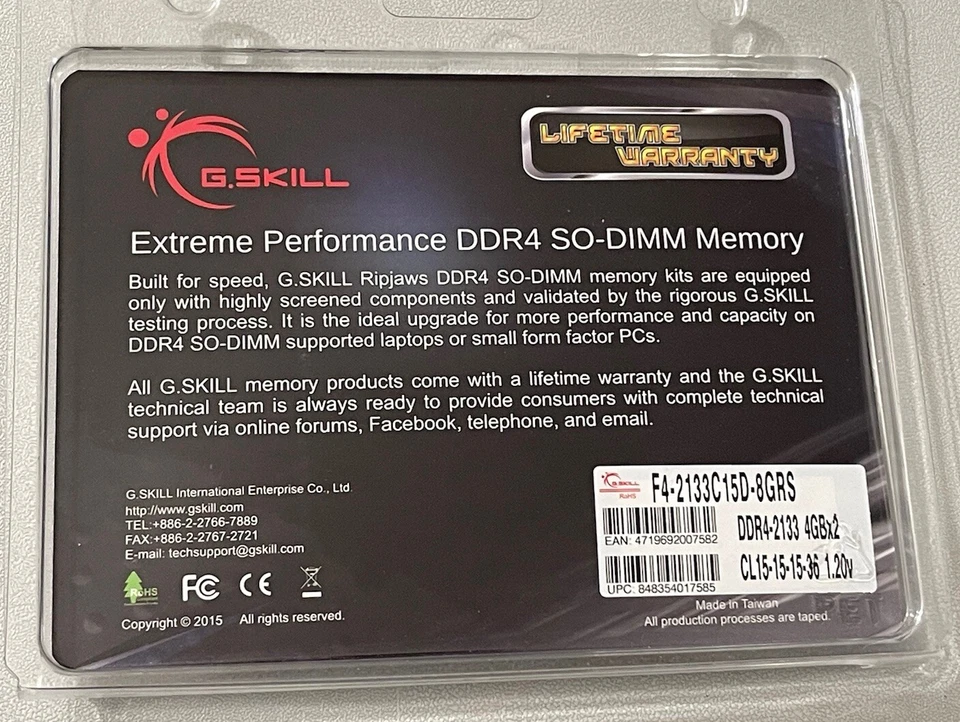 G.SKILL
LIFETIME
WARRANTY
Extreme Performance DDR4 SO-DIMM Memory
Built for speed, G.SKILL Ripjaws DDR4 SO-DIMM memory kits are equipped
only with highly screened components and validated by the rigorous G.SKILL
testing process. It is the ideal upgrade for more performance and capacity on
DDR4 SO-DIMM supported laptops or small form factor PCs.
All G.SKILL memory products come with a lifetime warranty and the G.SKILL
technical team is always ready to provide consumers with complete technical
support via online forums, Facebook, telephone, and email.
G.SKILL International Enterprise Co., Ltd.
http://www.gskill.com
TEL:+886-2-2766-7889
FAX:+886-2-2767-2721
E-mail: techsupport@gskill.com
RoHS
FC CE
Copyright © 2015 All rights reserved.
G.SKILL
RoHS
F4-2133C15D-8GRS
EAN: 4719692007582
DDR4-2133 4GBx2
UPC: 848354017585
CL15-15-15-36 1.20v
Made in Taiwan
All production processes are taped.
PET